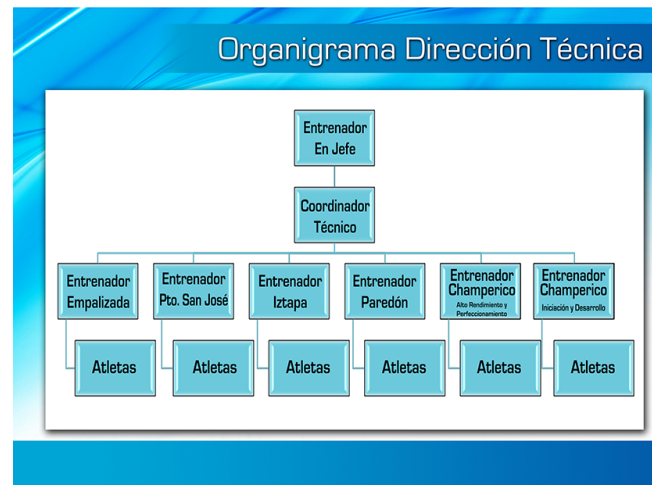 Organigrama Dirección Técnica
Entrenador
En Jefe
Coordinador
Técnico
Entrenador
Empalizada
Entrenador
Pto. San José
Entrenador
Iztapa
Entrenador
Paredón
Entrenador
Champerico
Alto Rendimiento y
Perfeccionamiento
Entrenador
Champerico
Iniciación y Desarrollo
Atletas
Atletas
Atletas
Atletas
Atletas
Atletas